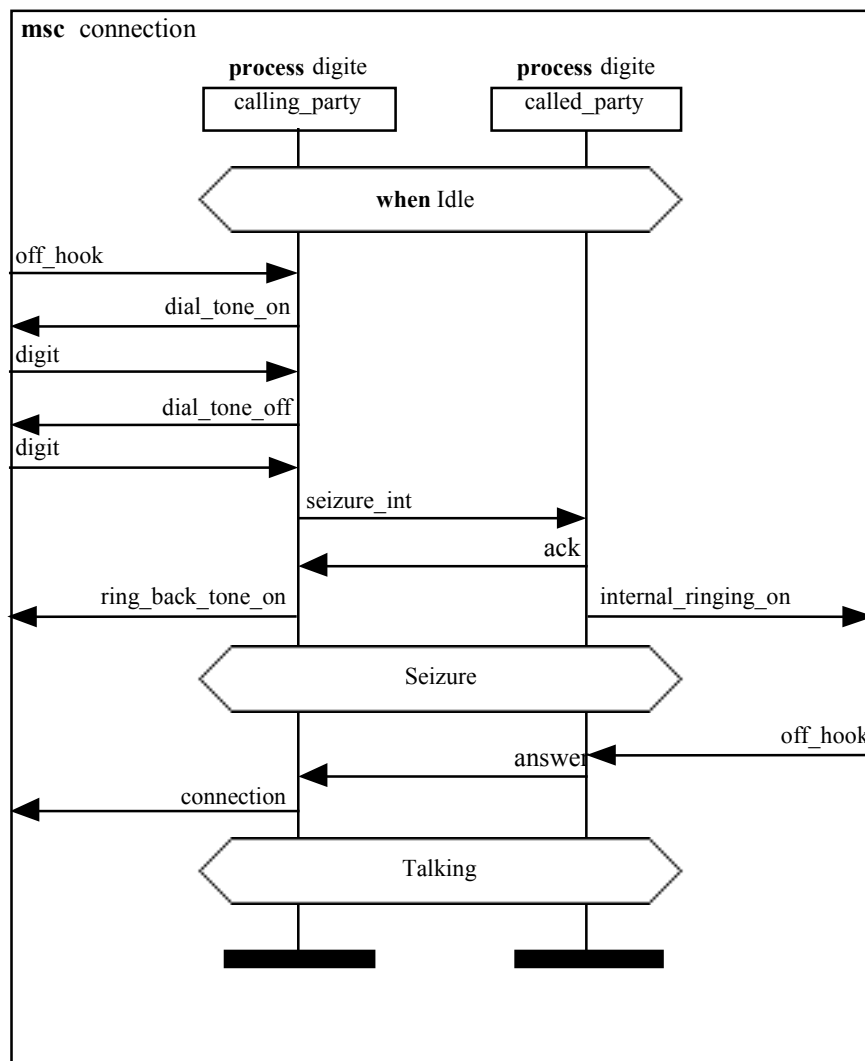 msc connection
process digite
process digite
calling_party
called_party
when Idle
off_hook
dial_tone_on
digit
dial_tone_off
digit
seizure_int
ack
ring_back_tone_on
internal_ringing_on
Seizure
off_hook
answer
connection
Talking